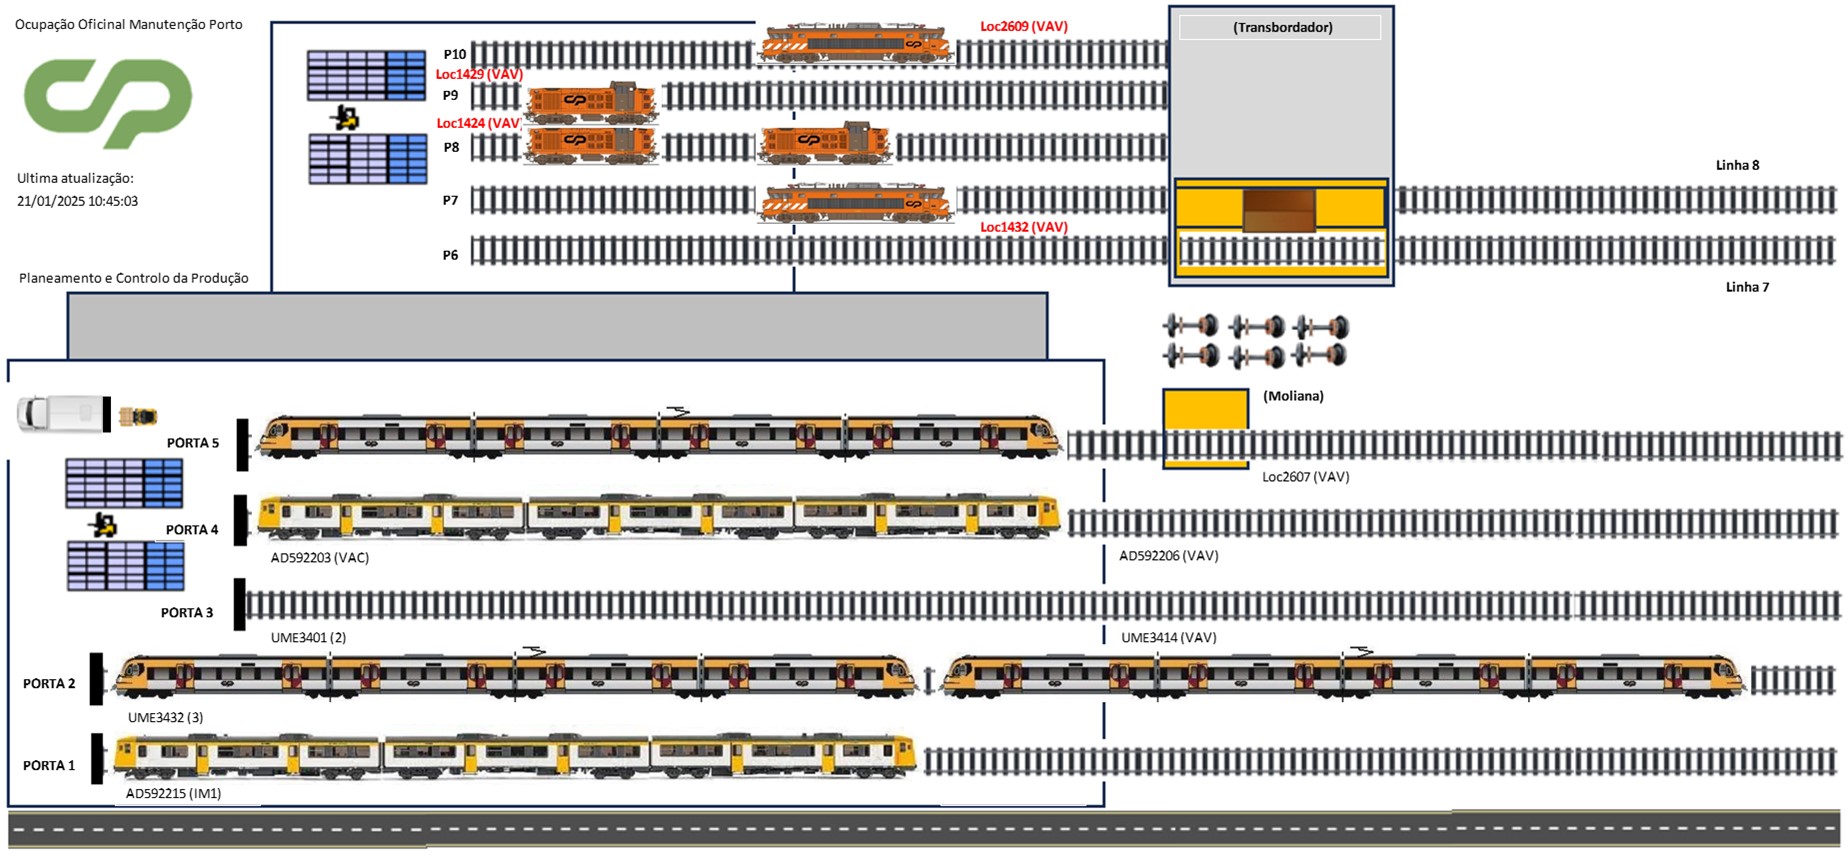 Ocupação Oficinal Manutenção Porto
CP
Ultima atualização:
21/01/2025 10:45:03
Planeamento e Controlo da Produção
P10
Loc2609 (VAV)
Loc1429 (VAV)
P9
Loc1424 (VAV)
P8
P7
Loc1432 (VAV)
P6
(Transbordador)
Linha 8
Linha 7
(Moliana)
PORTA 5
Loc2607 (VAV)
PORTA 4
AD592203 (VAC)
AD592206 (VAV)
PORTA 3
UME3401 (2)
UME3414 (VAV)
PORTA 2
UME3432 (3)
PORTA 1
AD592215 (IM1)